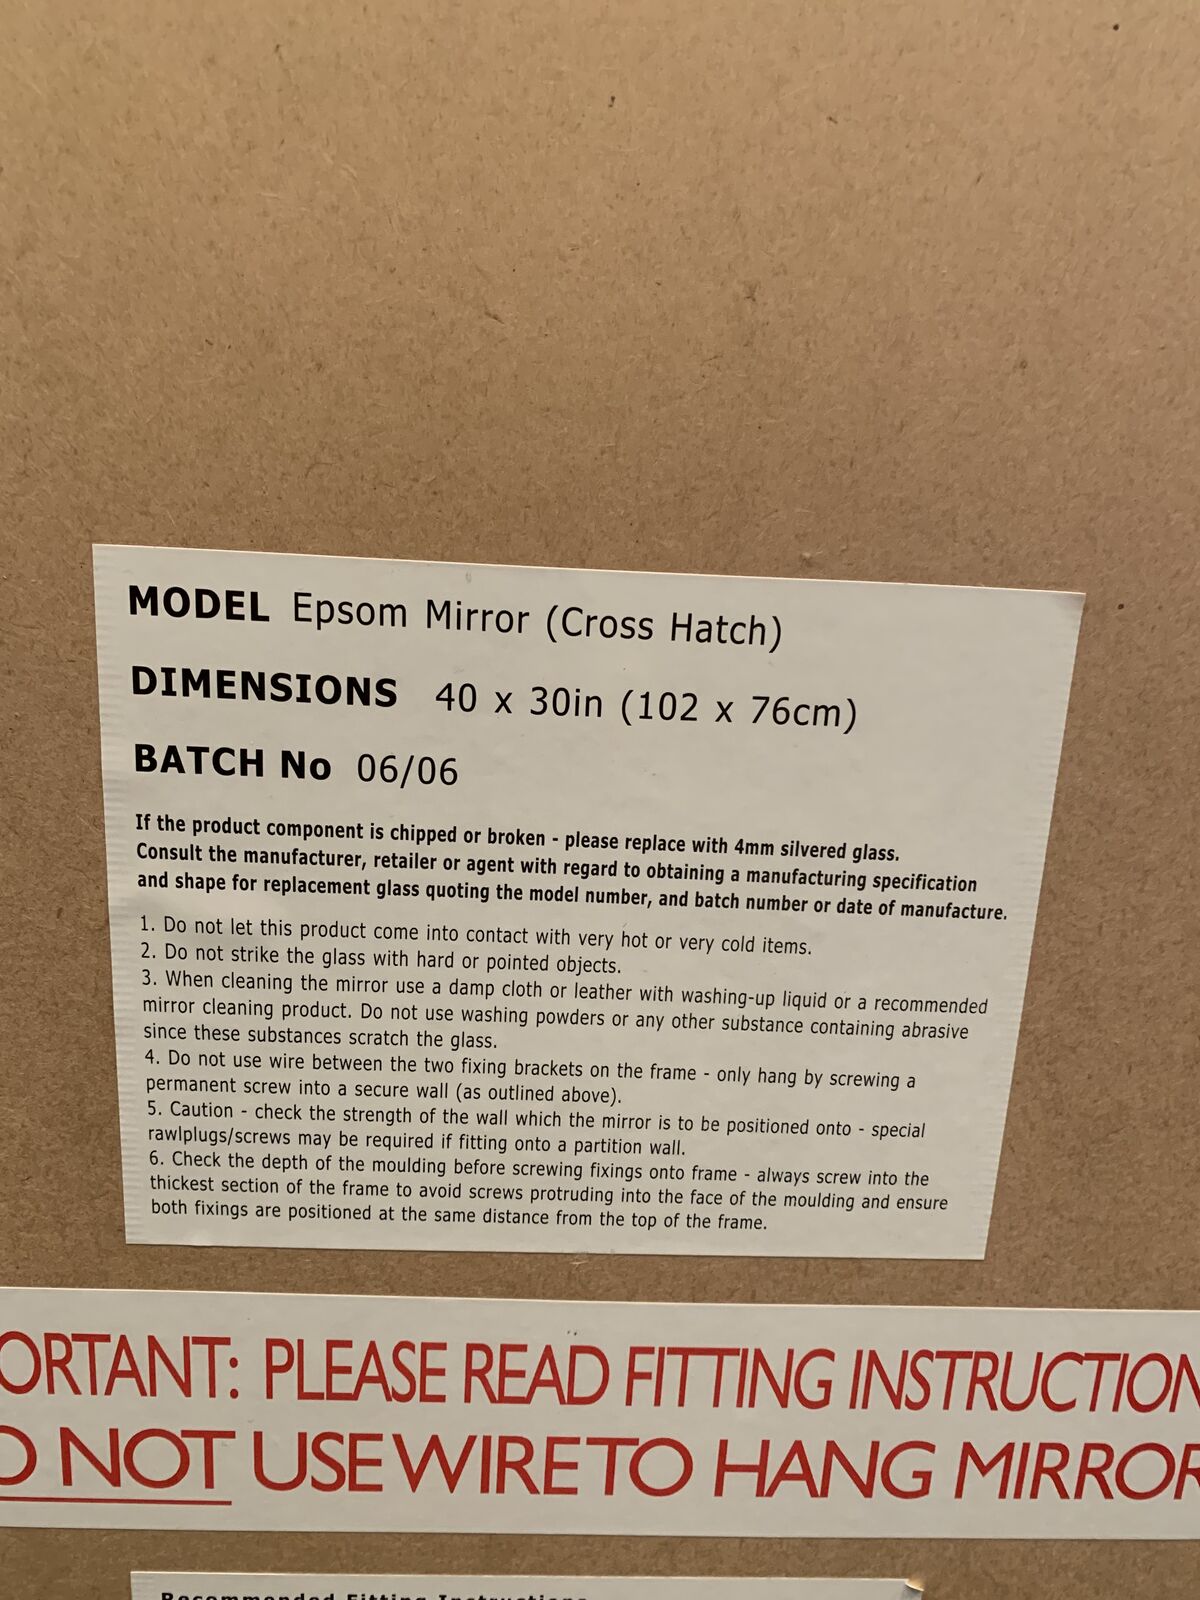 MODEL Epsom Mirror (Cross Hatch)
DIMENSIONS 40 x 30in (102 x 76cm)
BATCH No 06/06
If the product component is chipped or broken - please replace with 4mm silvered glass.
Consult the manufacturer, retailer or agent with regard to obtaining a manufacturing specification
and shape for replacement glass quoting the model number, and batch number or date of manufacture.
1. Do not let this product come into contact with very hot or very cold items.
2. Do not strike the glass with hard or pointed objects.
3. When cleaning the mirror use a damp cloth or leather with washing-up liquid or a recommended
mirror cleaning product. Do not use washing powders or any other substance containing abrasive
since these substances scratch the glass.
4. Do not use wire between the two fixing brackets on the frame - only hang by screwing a
permanent screw into a secure wall (as outlined above).
5. Caution - check the strength of the wall which the mirror is to be positioned onto - special
rawlplugs/screws may be required if fitting onto a partition wall.
6. Check the depth of the moulding before screwing fixings onto frame - always screw into the
thickest section of the frame to avoid screws protruding into the face of the moulding and ensure
both fixings are positioned at the same distance from the top of the frame.
ORTANT: PLEASE READ FITTING INSTRUCTION
O NOT USE WIRE TO HANG MIRROR
Recommended Fitting Instructions